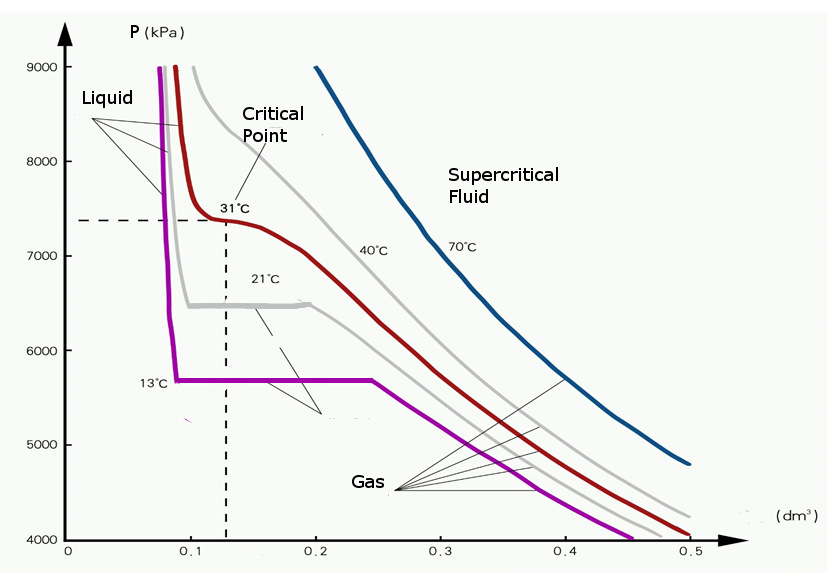 P (kPa)
9000
Liquid
Critical
Point
8000
Supercritical
Fluid
31°C
7000
40°C
70°C
21°C
6000
13°C
5000
Gas
(dm³)
4000
0
0.1
0.2
0.3
0.4
0.5